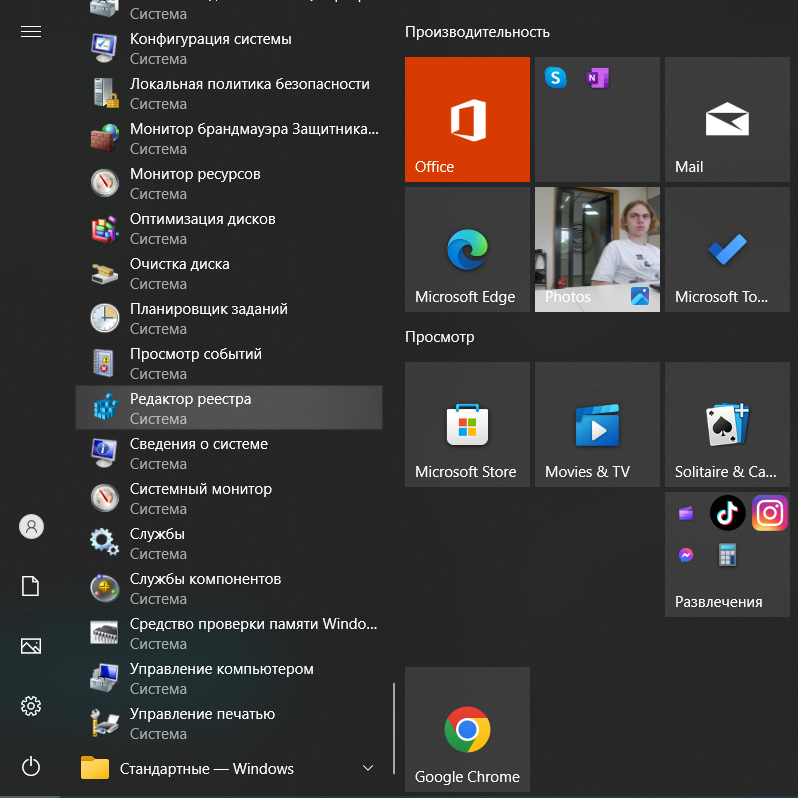 Система
Конфигурация системы
Система
Локальная политика безопасности
Система
Монитор брандмауэра Защитника...
Система
Монитор ресурсов
Система
Оптимизация дисков
Система
Очистка диска
Система
Планировщик заданий
Система
Просмотр событий
Система
Редактор реестра
Система
Сведения о системе
Система
Системный монитор
Система
Службы
Система
Службы компонентов
Система
Средство проверки памяти Windo...
Система
Управление компьютером
Система
Управление печатью
Система
Стандартные — Windows
Производительность
Office
Mail
Microsoft Edge
Photos
Microsoft To...
Просмотр
Microsoft Store
Movies & TV
Solitaire & Ca...
Развлечения
Google Chrome